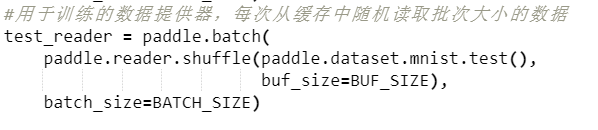 #用于训练的数据提供器，每次从缓存中随机读取批次大小的数据
test_reader = paddle.batch(
    paddle.reader.shuffle(paddle.dataset.mnist.test(),
                          buf_size=BUF_SIZE),
    batch_size=BATCH_SIZE)